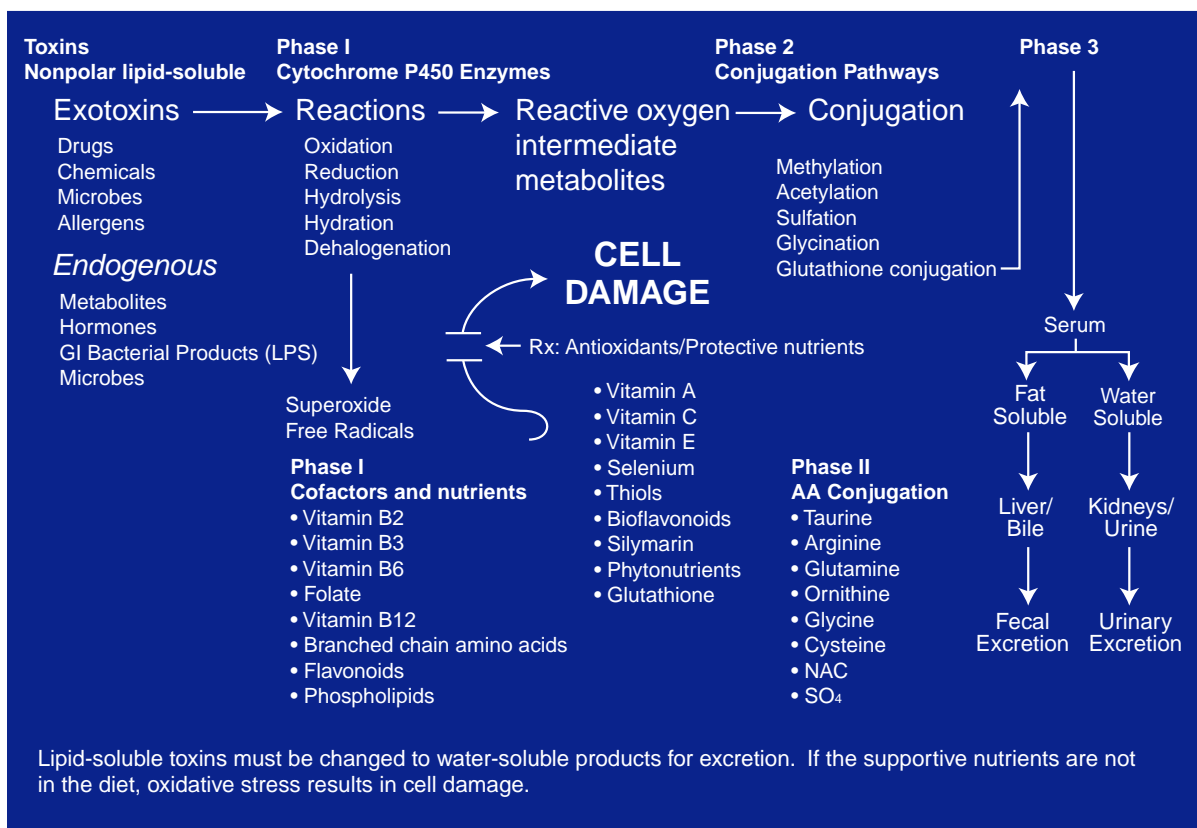 Toxins
Nonpolar lipid-soluble
Exotoxins
Drugs
Chemicals
Microbes
Allergens
Endogenous
Metabolites
Hormones
GI Bacterial Products (LPS)
Microbes
Phase I
Cytochrome P450 Enzymes
Reactions
Oxidation
Reduction
Hydrolysis
Hydration
Dehalogenation
Superoxide
Free Radicals
Phase I
Cofactors and nutrients
• Vitamin B2
• Vitamin B3
• Vitamin B6
• Folate
• Vitamin B12
• Branched chain amino acids
• Flavonoids
• Phospholipids
Reactive oxygen
intermediate
metabolites
CELL
DAMAGE
Rx: Antioxidants/Protective nutrients
• Vitamin A
• Vitamin C
• Vitamin E
• Selenium
• Thiols
• Bioflavonoids
• Silymarin
• Phytonutrients
• Glutathione
Phase 2
Conjugation Pathways
Conjugation
Methylation
Acetylation
Sulfation
Glycination
Glutathione conjugation
Phase II
AA Conjugation
• Taurine
• Arginine
• Glutamine
• Ornithine
• Glycine
• Cysteine
• NAC
• SO₄
Phase 3
Serum
Fat
Soluble
Liver/
Bile
Fecal
Excretion
Water
Soluble
Kidneys/
Urine
Urinary
Excretion
Lipid-soluble toxins must be changed to water-soluble products for excretion. If the supportive nutrients are not
in the diet, oxidative stress results in cell damage.